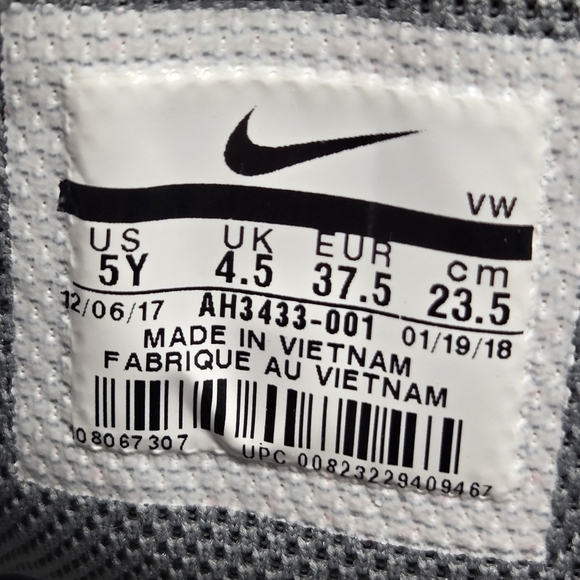 VW
US UK EUR cm
5Y 4.5 37.5 23.5
12/06/17 AH3433-001 01/19/18
MADE IN VIETNAM
FABRIQUE AU VIETNAM
08067307 UPC 00823229409467